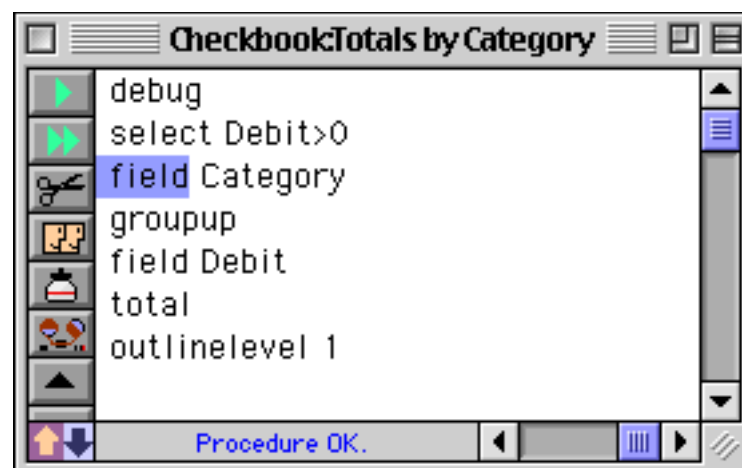 Checkbook:Totals by Category
debug
select Debit>0
field Category
groupup
field Debit
total
outlinelevel 1
Procedure OK.